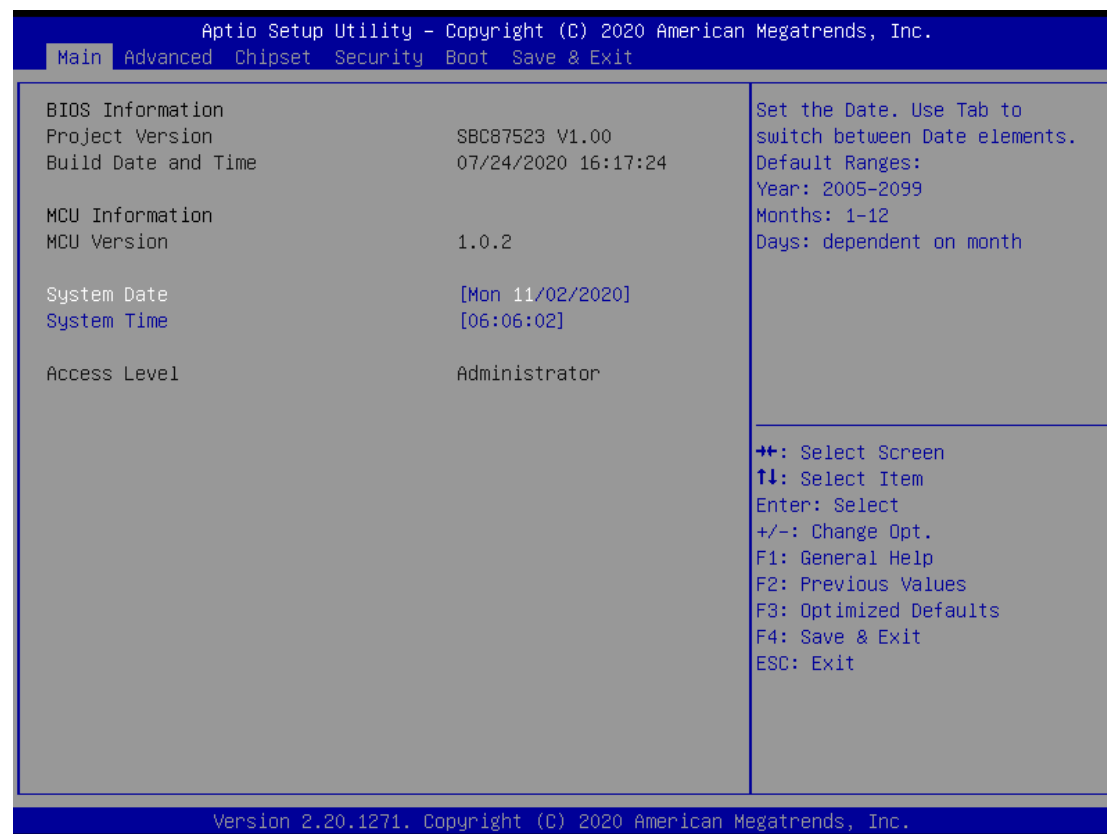 Aptio Setup Utility – Copyright (C) 2020 American Megatrends, Inc.
Main Advanced Chipset Security Boot Save & Exit
BIOS Information
Project Version SBC87523 V1.00
Build Date and Time 07/24/2020 16:17:24
MCU Information
MCU Version 1.0.2
System Date [Mon 11/02/2020]
System Time [06:06:02]
Access Level Administrator
Set the Date. Use Tab to
switch between Date elements.
Default Ranges:
Year: 2005-2099
Months: 1-12
Days: dependent on month
→←: Select Screen
↑↓: Select Item
Enter: Select
+/-: Change Opt.
F1: General Help
F2: Previous Values
F3: Optimized Defaults
F4: Save & Exit
ESC: Exit
Version 2.20.1271. Copyright (C) 2020 American Megatrends, Inc.